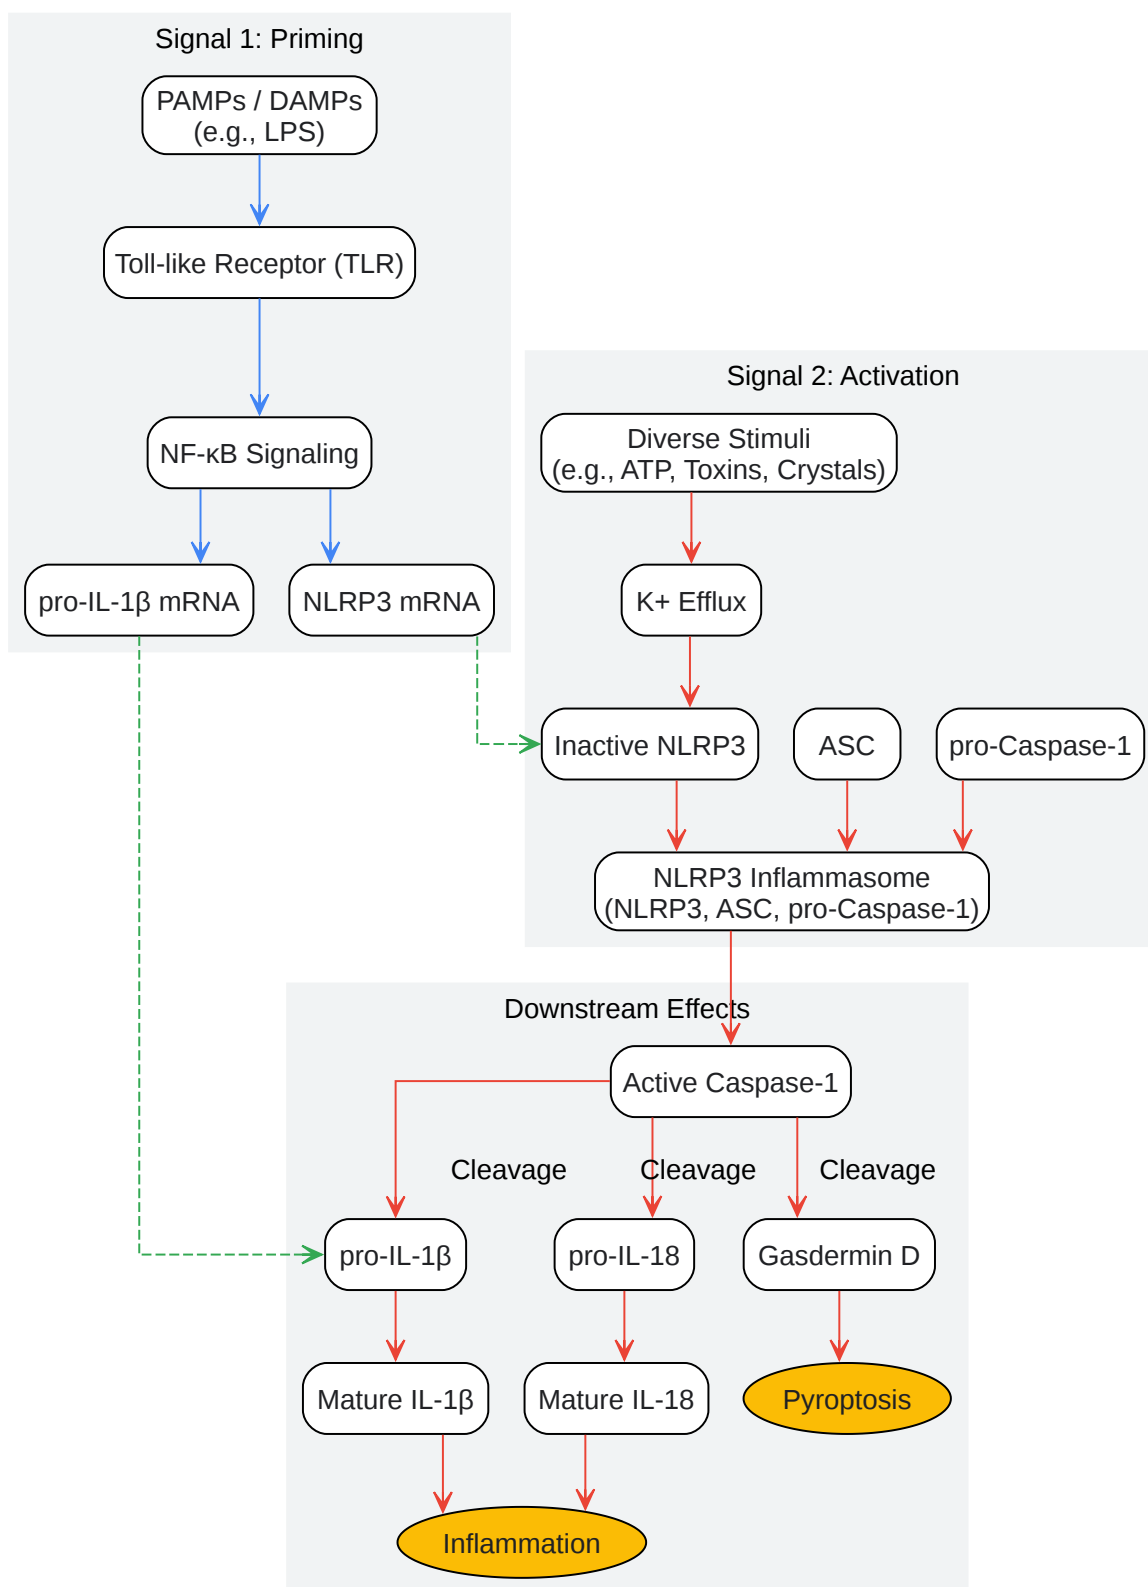 Signal 1: Priming
PAMPs / DAMPs
(e.g., LPS)
Toll-like Receptor (TLR)
NF-κB Signaling
pro-IL-1β mRNA
NLRP3 mRNA
Signal 2: Activation
Diverse Stimuli
(e.g., ATP, Toxins, Crystals)
K+ Efflux
Inactive NLRP3
ASC
pro-Caspase-1
NLRP3 Inflammasome
(NLRP3, ASC, pro-Caspase-1)
Downstream Effects
Active Caspase-1
Cleavage
Cleavage
Cleavage
pro-IL-1β
pro-IL-18
Gasdermin D
Mature IL-1β
Mature IL-18
Pyroptosis
Inflammation